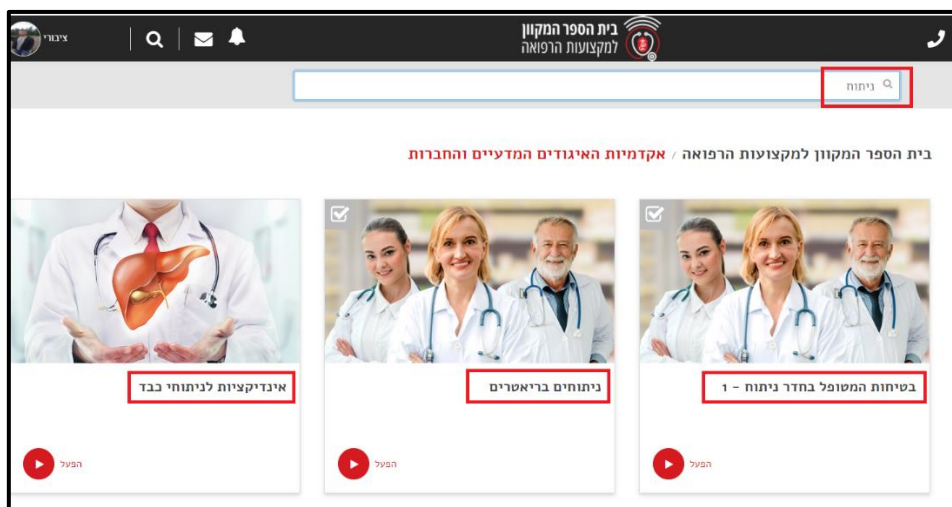 בית הספר המקוון
למקצועות הרפואה
ציבורי
ניתוח
בית הספר המקוון למקצועות הרפואה / אקדמיות האיגודים המדעיים והחברות
בטיחות המטופל בחדר ניתוח - 1
ניתוחים בריאטרים
אינדיקציות לניתוחי כבד
הפעל
הפעל
הפעל